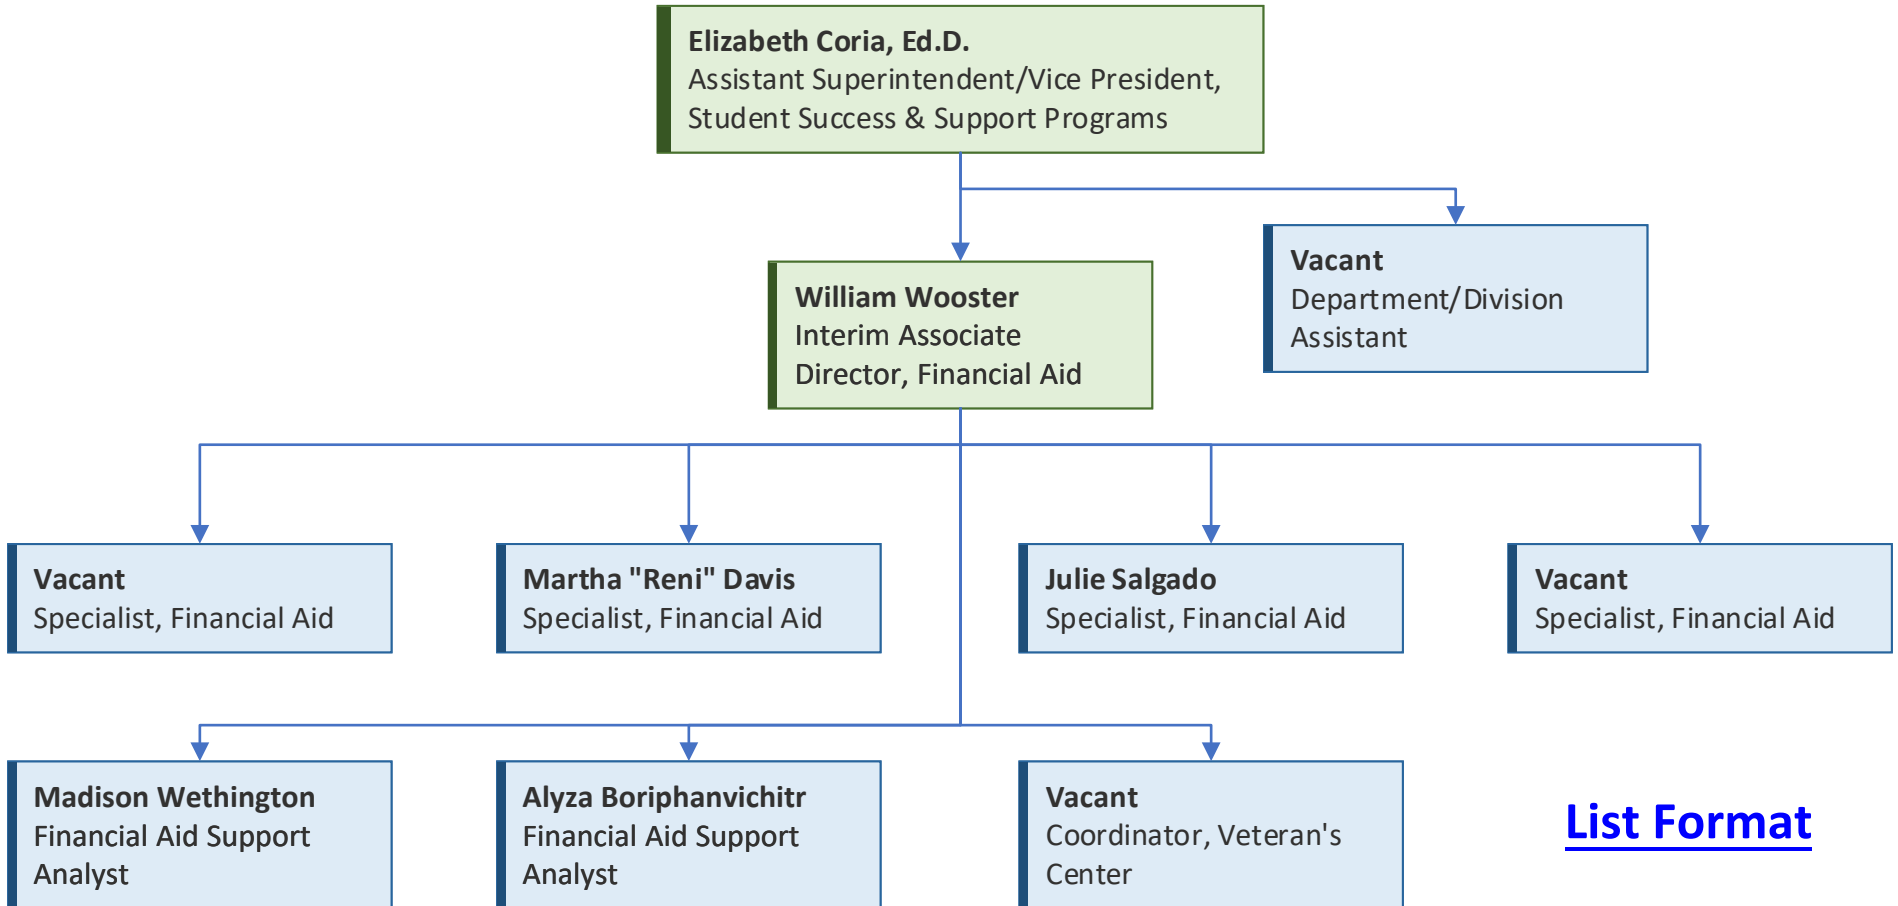 Elizabeth Coria, Ed.D.
Assistant Superintendent/Vice President,
Student Success & Support Programs
William Wooster
Interim Associate
Director, Financial Aid
Vacant
Department/Division
Assistant
Vacant
Specialist, Financial Aid
Martha "Reni" Davis
Specialist, Financial Aid
Julie Salgado
Specialist, Financial Aid
Vacant
Specialist, Financial Aid
Madison Wethington
Financial Aid Support
Analyst
Alyza Boriphanvichitr
Financial Aid Support
Analyst
Vacant
Coordinator, Veteran's
Center
List Format